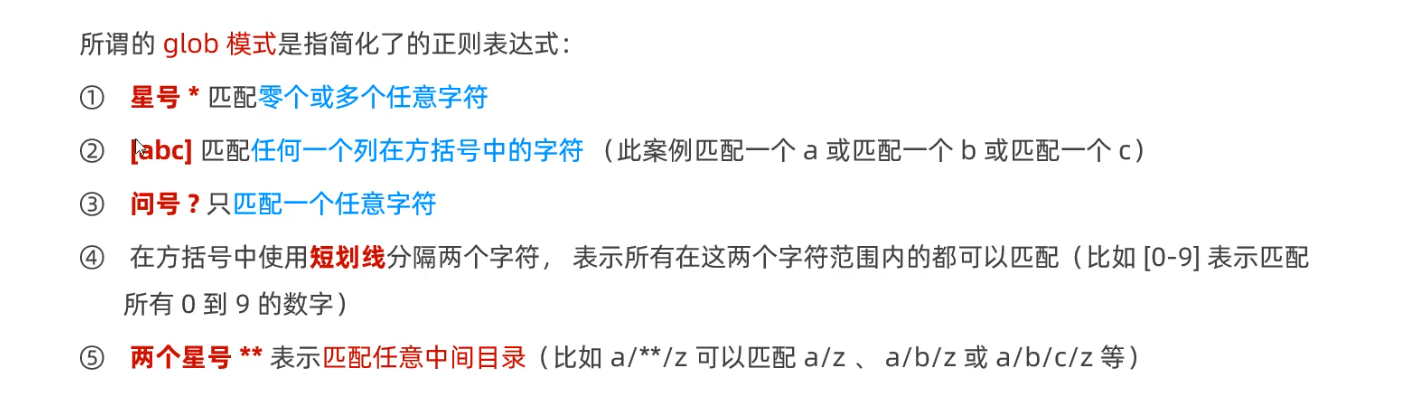 所谓的 glob 模式是指简化了的正则表达式：
① 星号 * 匹配零个或多个任意字符
② [abc] 匹配任何一个列在方括号中的字符 （此案例匹配一个 a 或匹配一个 b 或匹配一个 c）
③ 问号 ? 只匹配一个任意字符
④ 在方括号中使用短划线分隔两个字符， 表示所有在这两个字符范围内的都可以匹配（比如 [0-9] 表示匹配
所有 0 到 9 的数字）
⑤ 两个星号 ** 表示匹配任意中间目录（比如 a/**/z 可以匹配 a/z 、 a/b/z 或 a/b/c/z 等）